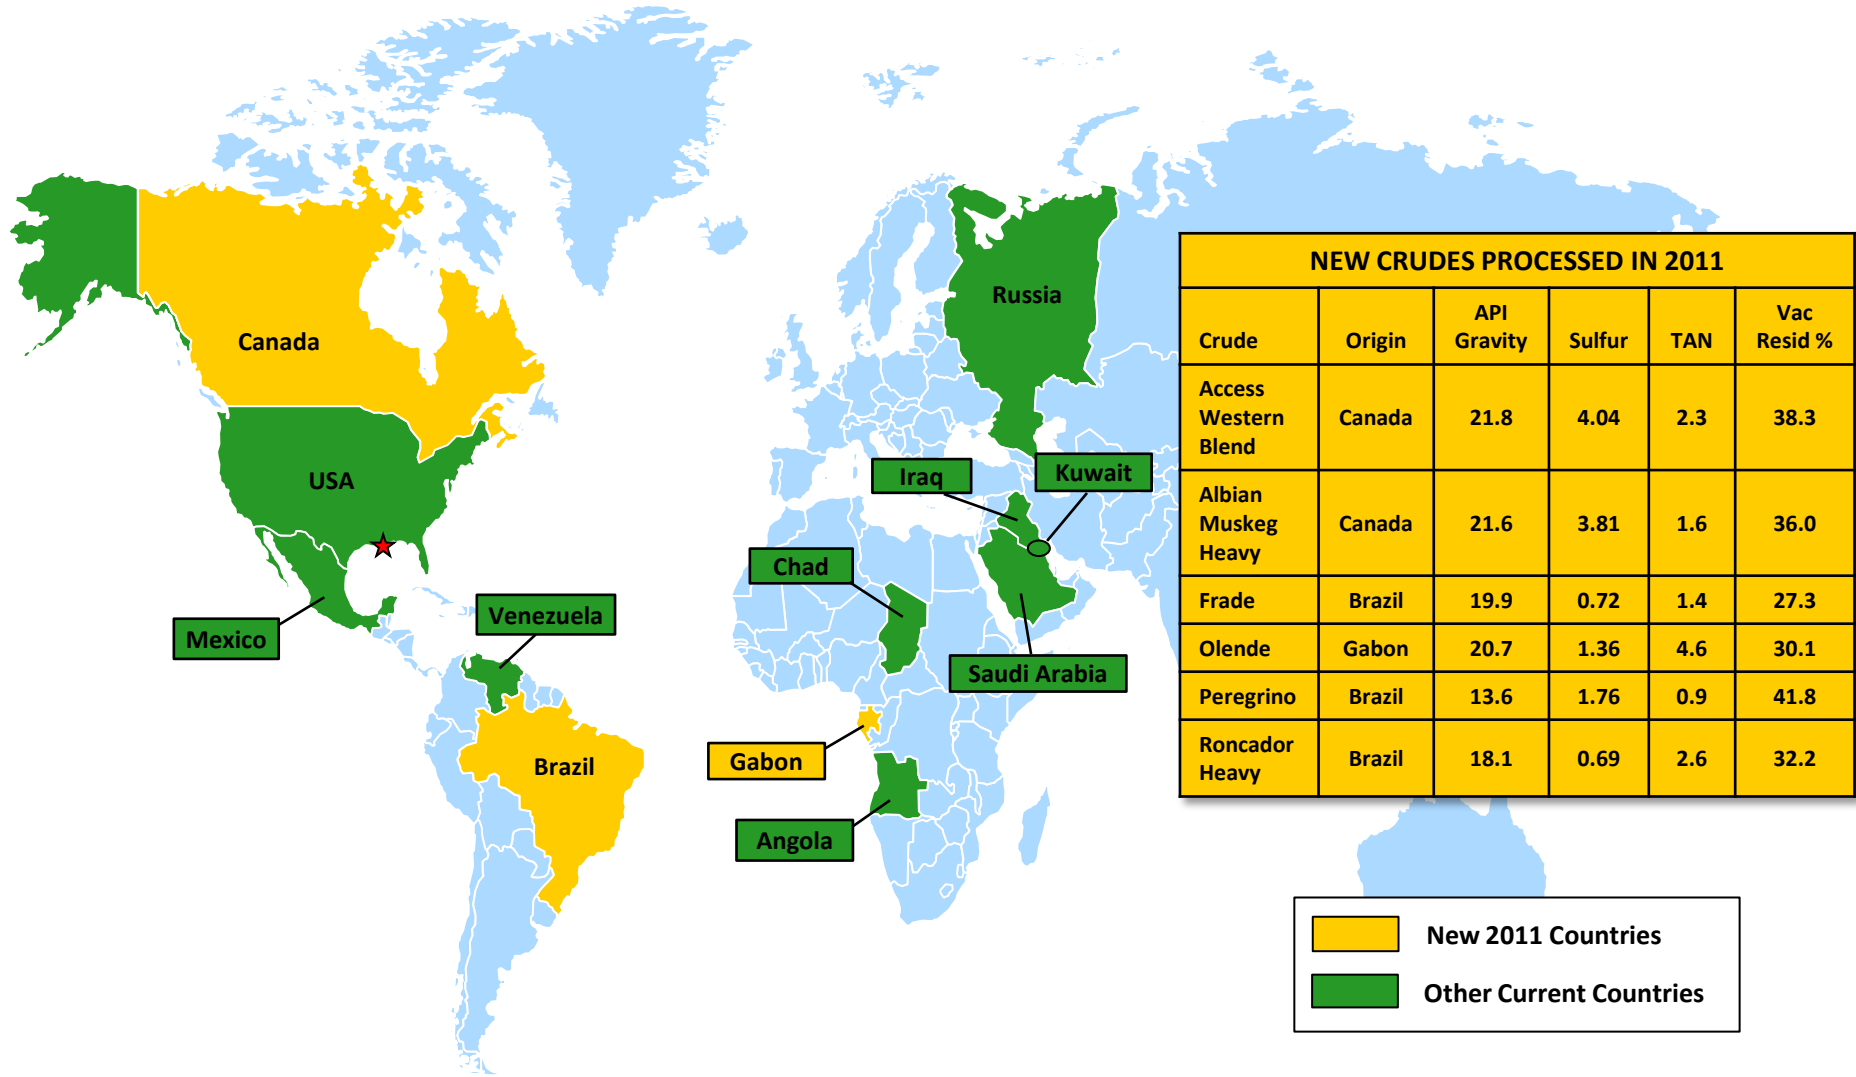 Canada
USA
Mexico
Venezuela
Brazil
Russia
Iraq
Kuwait
Chad
Saudi Arabia
Gabon
Angola
NEW CRUDES PROCESSED IN 2011
Crude Origin API Gravity Sulfur TAN Vac Resid %
Access Western Blend Canada 21.8 4.04 2.3 38.3
Albian Muskeg Heavy Canada 21.6 3.81 1.6 36.0
Frade Brazil 19.9 0.72 1.4 27.3
Olende Gabon 20.7 1.36 4.6 30.1
Peregrino Brazil 13.6 1.76 0.9 41.8
Roncador Heavy Brazil 18.1 0.69 2.6 32.2
New 2011 Countries
Other Current Countries